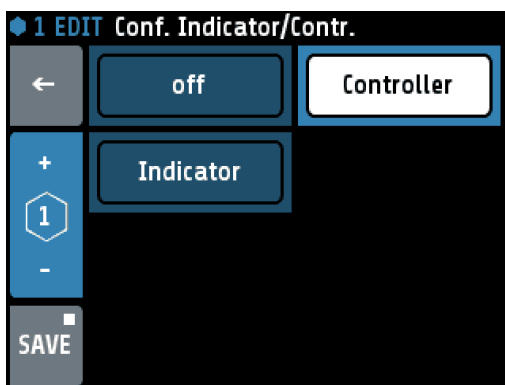 1 EDIT Conf. Indicator/Contr.
← off Controller
+ Indicator
1
-
SAVE